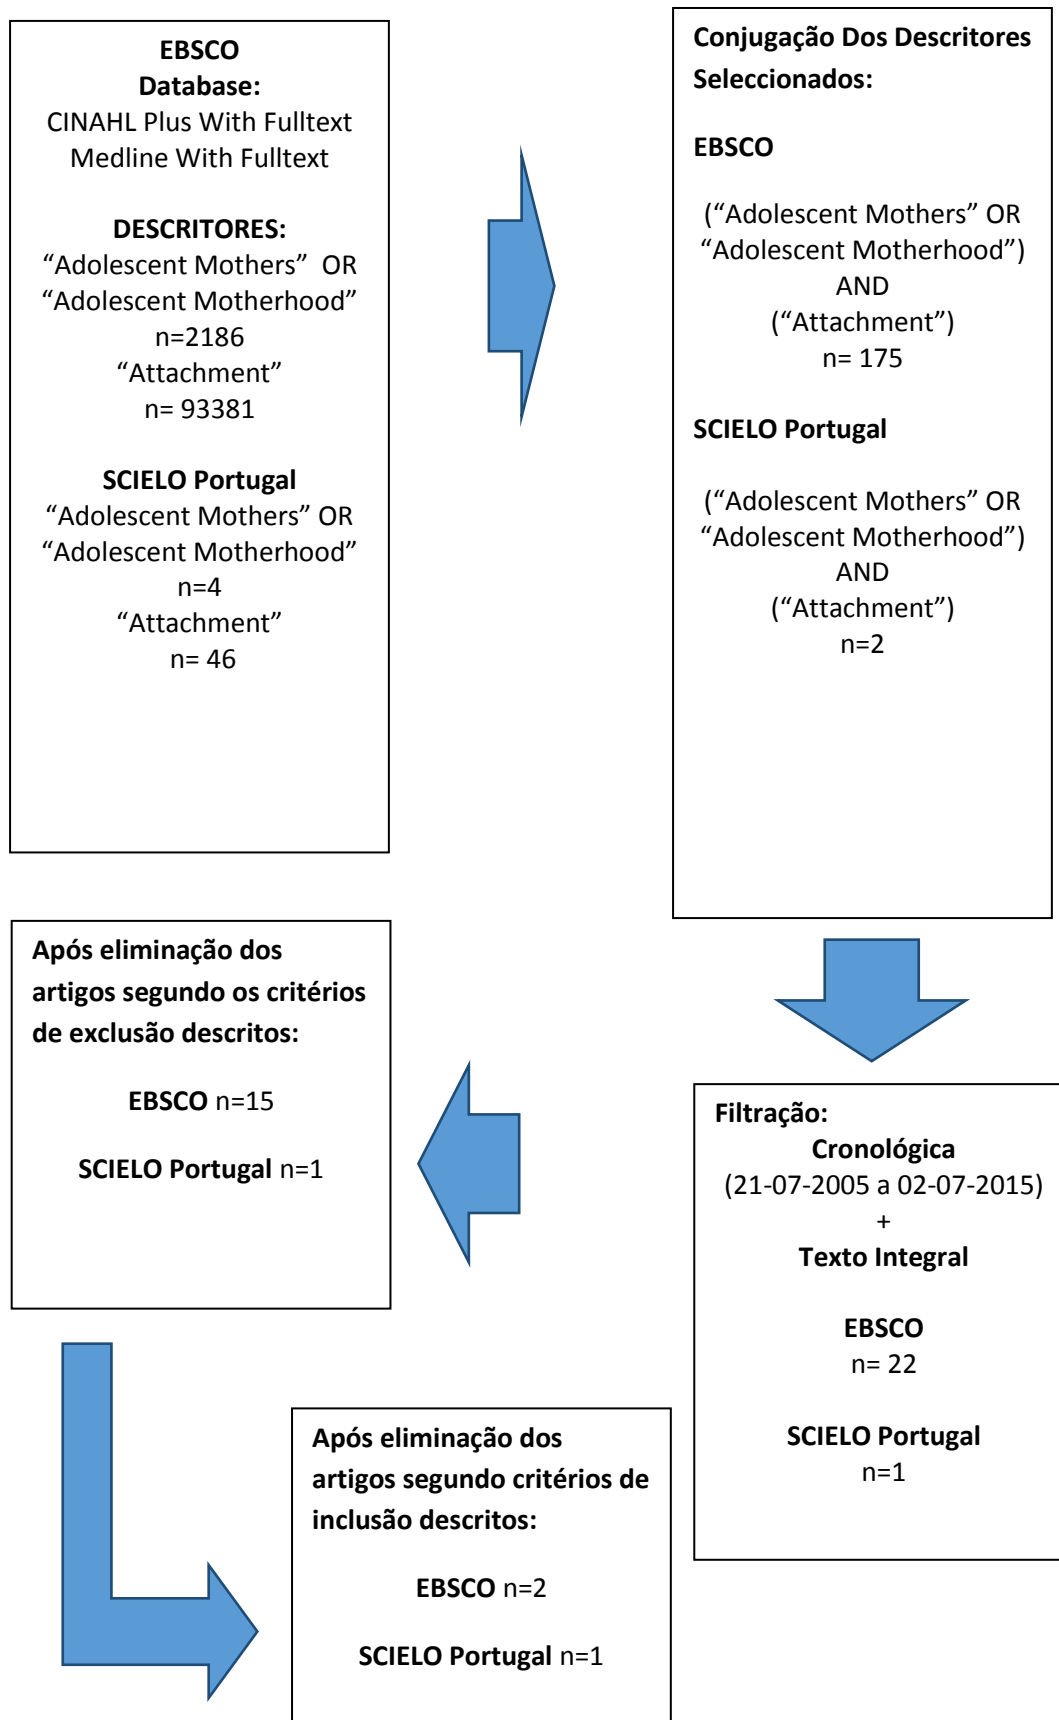 EBSCO
Database:
CINAHL Plus With Fulltext
Medline With Fulltext
DESCRITORES:
“Adolescent Mothers” OR
“Adolescent Motherhood”
n=2186
“Attachment”
n= 93381
SCIELO Portugal
“Adolescent Mothers” OR
“Adolescent Motherhood”
n=4
“Attachment”
n= 46
Conjugação Dos Descritores
Seleccionados:
EBSCO
(“Adolescent Mothers” OR
“Adolescent Motherhood”)
AND
(“Attachment”)
n= 175
SCIELO Portugal
(“Adolescent Mothers” OR
“Adolescent Motherhood”)
AND
(“Attachment”)
n=2
Filtração:
Cronológica
(21-07-2005 a 02-07-2015)
+
Texto Integral
EBSCO
n= 22
SCIELO Portugal
n=1
Após eliminação dos
artigos segundo os critérios
de exclusão descritos:
EBSCO n=15
SCIELO Portugal n=1
Após eliminação dos
artigos segundo critérios de
inclusão descritos:
EBSCO n=2
SCIELO Portugal n=1